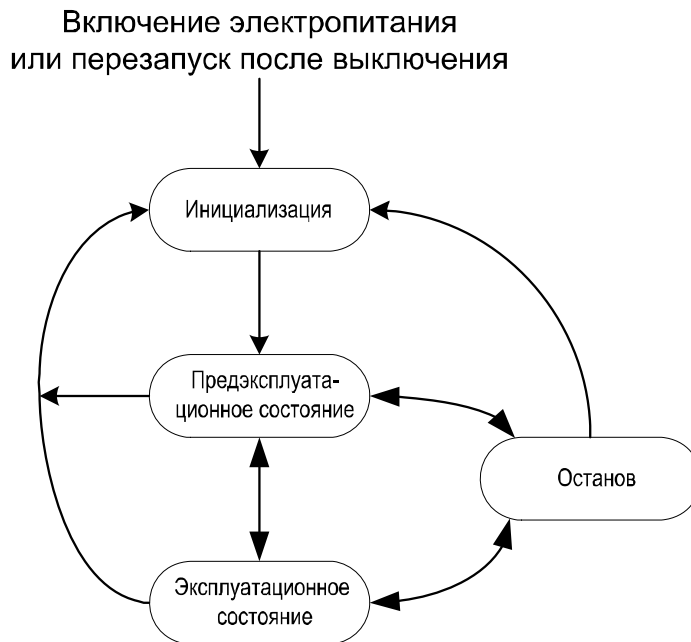 Включение электропитания
или перезапуск после выключения
Инициализация
Предэксплуата-
ционное состояние
Останов
Эксплуатационное
состояние